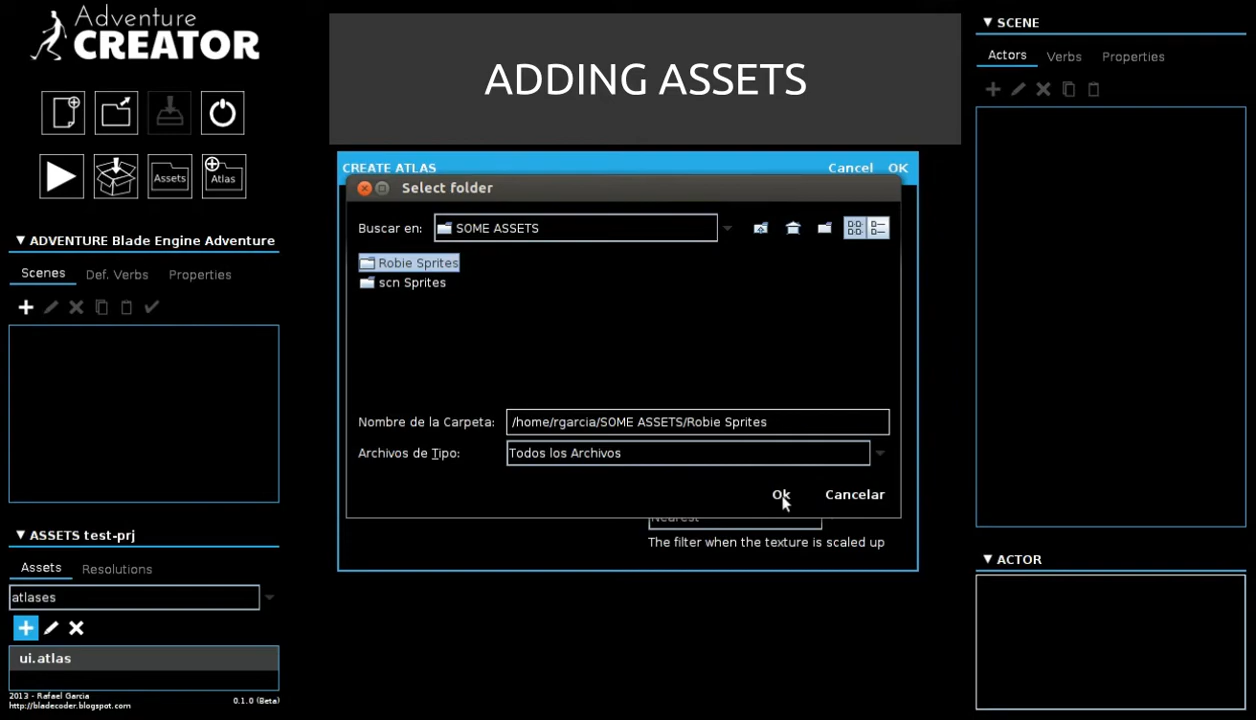 Adventure
CREATOR
ADDING ASSETS
Assets
Atlas
▼ ADVENTURE Blade Engine Adventure
Scenes Def. Verbs Properties
▼ ASSETS test-prj
Assets Resolutions
atlases
ui.atlas
2013 - Rafael Garcia
http://bladecoder.blogspot.com
0.1.0 (Beta)
CREATE ATLAS Cancel OK
Select folder
Buscar en: SOME ASSETS
Robie Sprites
scn Sprites
Nombre de la Carpeta: /home/rgarcia/SOME ASSETS/Robie Sprites
Archivos de Tipo: Todos los Archivos
Ok Cancelar
Nearest
The filter when the texture is scaled up
▼ SCENE
Actors Verbs Properties
▼ ACTOR